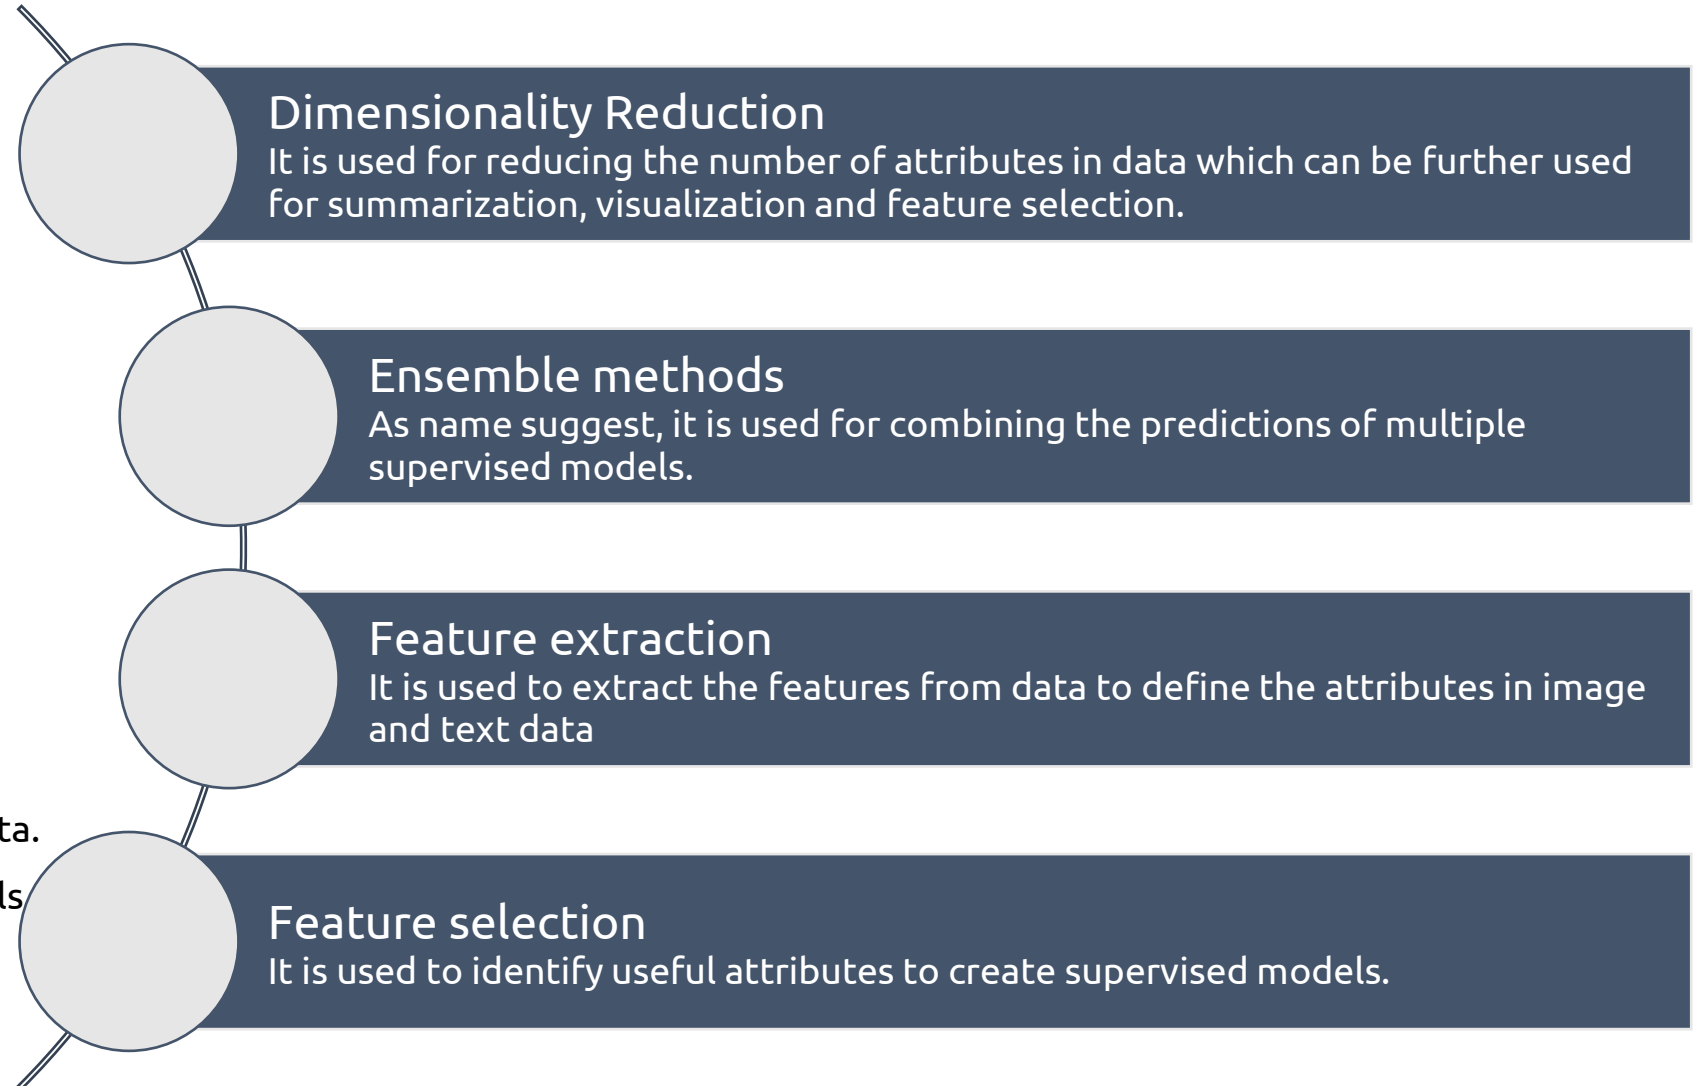 Dimensionality Reduction
It is used for reducing the number of attributes in data which can be further used
for summarization, visualization and feature selection.
Ensemble methods
As name suggest, it is used for combining the predictions of multiple
supervised models.
Feature extraction
It is used to extract the features from data to define the attributes in image
and text data
ta.
ls
Feature selection
It is used to identify useful attributes to create supervised models.